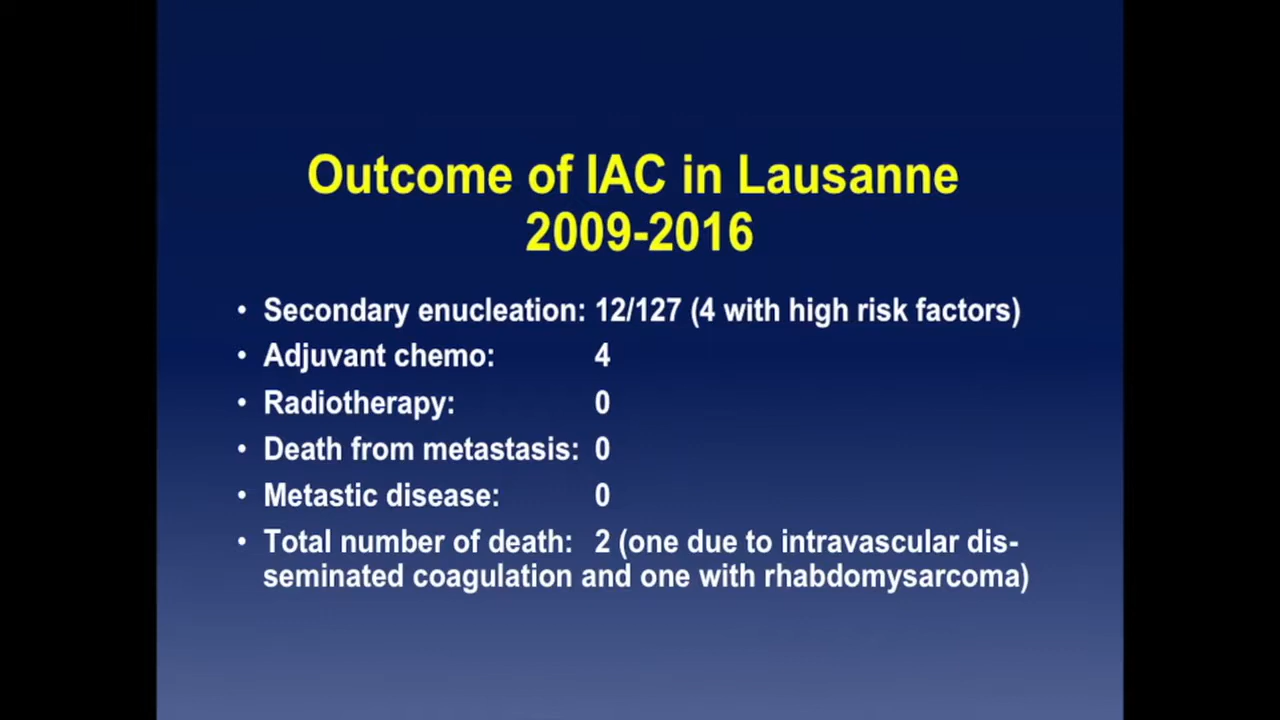 Outcome of IAC in Lausanne
2009-2016
• Secondary enucleation: 12/127 (4 with high risk factors)
• Adjuvant chemo: 4
• Radiotherapy: 0
• Death from metastasis: 0
• Metastic disease: 0
• Total number of death: 2 (one due to intravascular dis-
seminated coagulation and one with rhabdomysarcoma)